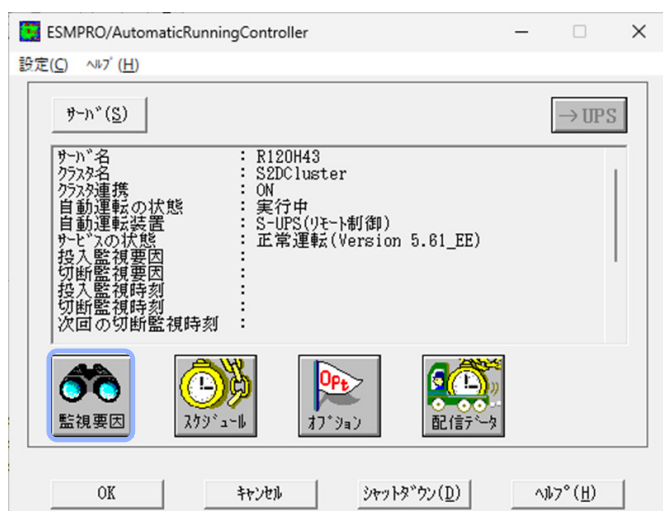 ESMPRO/AutomaticRunningController
設定(C) ヘルプ(H)
サーバ(S)
→UPS
サーバ名 : R120H43
クラスタ名 : S2DCluster
クラスタ連携 : ON
自動運転の状態 : 実行中
自動運転装置 : S-UPS(リモート制御)
サービスの状態 : 正常運転(Version 5.61_EE)
投入監視要因 :
切断監視要因 :
投入監視時刻 :
切断監視時刻 :
次回の切断監視時刻 :
OPt
監視要因 スケジュール オプション 配信データ
OK キャンセル シャットダウン(D) ヘルプ(H)